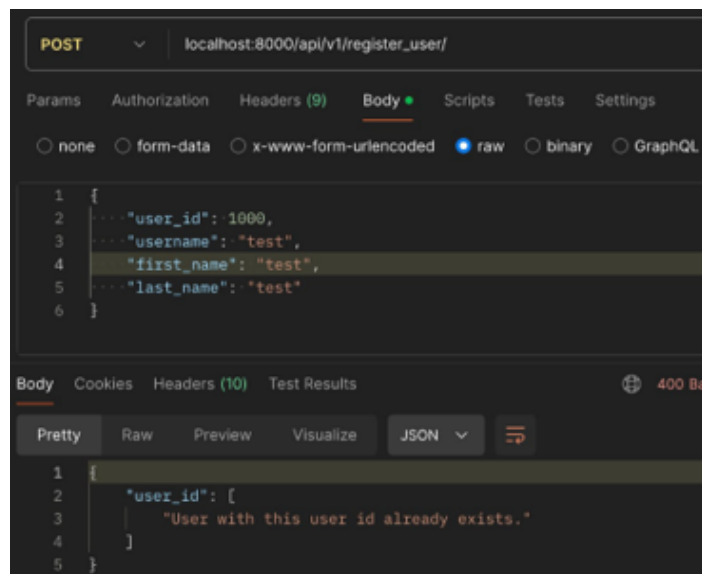 POST localhost:8000/api/v1/register_user/
Params Authorization Headers (9) Body Scripts Tests Settings
none form-data x-www-form-urlencoded raw binary GraphQL
1 {
2 "user_id": 1000,
3 "username": "test",
4 "first_name": "test",
5 "last_name": "test"
6 }
Body Cookies Headers (10) Test Results 400 Ba
Pretty Raw Preview Visualize JSON
1 {
2 "user_id": [
3 "User with this user id already exists."
4 ]
5 }